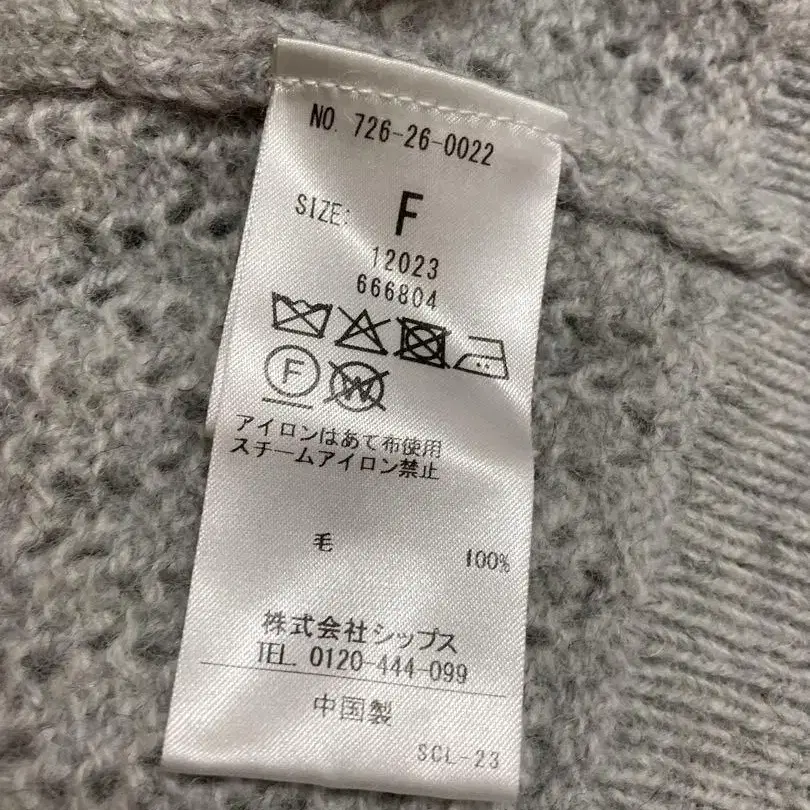 NO. 726-26-0022
SIZE: F
12023
666804
F W
アイロンはあて布使用
スチームアイロン禁止
毛 100%
株式会社シップス
TEL. 0120-444-099
中国製
SCL-23